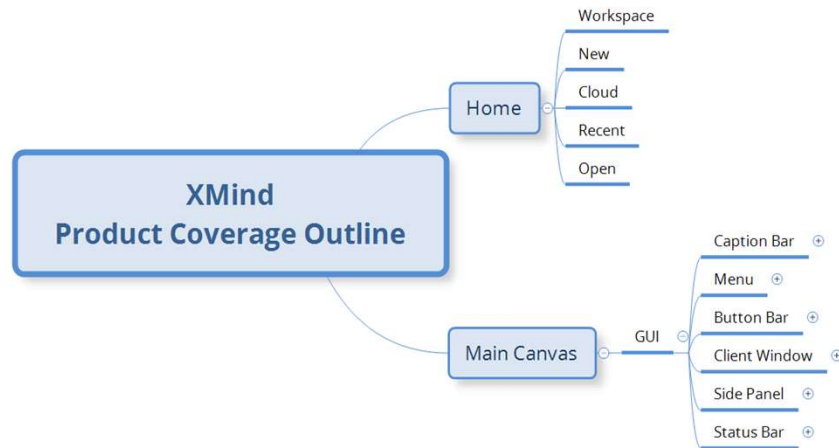 XMind
Product Coverage Outline
Home
Workspace
New
Cloud
Recent
Open
Main Canvas
GUI
Caption Bar
Menu
Button Bar
Client Window
Side Panel
Status Bar